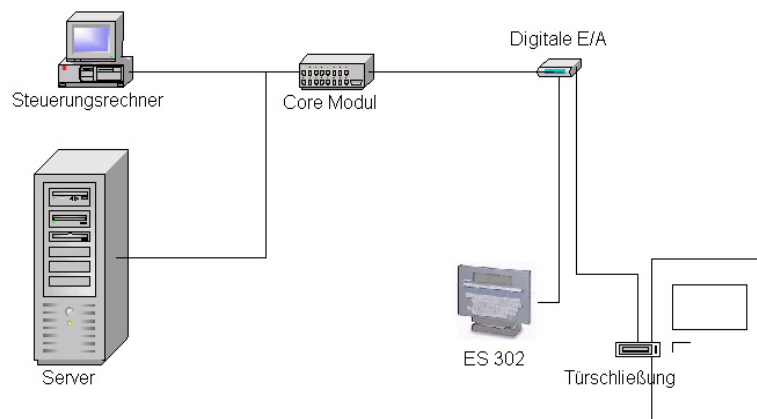 Digitale E/A
Steuerungsrechner
Core Modul
ES 302
Türschließung
Server